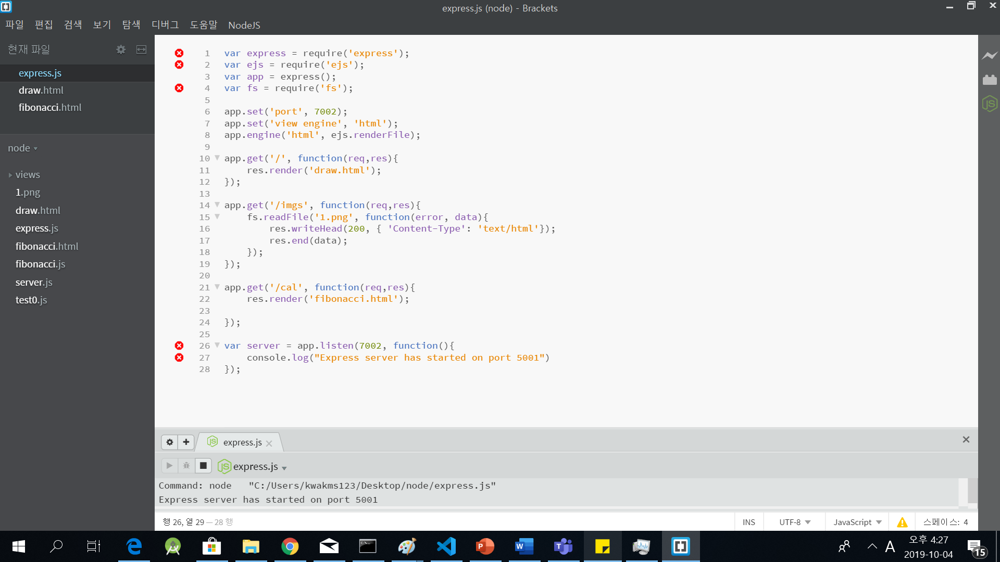 express.js (node) - Brackets
파일 편집 검색 보기 탐색 디버그 도움말 NodeJS
현재 파일
express.js
draw.html
fibonacci.html
node
views
1.png
draw.html
express.js
fibonacci.html
fibonacci.js
server.js
test0.js
1 var express = require('express');
2 var ejs = require('ejs');
3 var app = express();
4 var fs = require('fs');
5
6 app.set('port', 7002);
7 app.set('view engine', 'html');
8 app.engine('html', ejs.renderFile);
9
10 app.get('/', function(req,res){
11     res.render('draw.html');
12 });
13
14 app.get('/imgs', function(req,res){
15     fs.readFile('1.png', function(error, data){
16         res.writeHead(200, { 'Content-Type': 'text/html'});
17         res.end(data);
18     });
19 });
20
21 app.get('/cal', function(req,res){
22     res.render('fibonacci.html');
23
24 });
25
26 var server = app.listen(7002, function(){
27     console.log("Express server has started on port 5001")
28 });
express.js
express.js
Command: node   "C:/Users/kwakms123/Desktop/node/express.js"
Express server has started on port 5001
행 26, 열 29 — 28 행
INS UTF-8 JavaScript 스페이스: 4
A 오후 4:27
2019-10-04
15